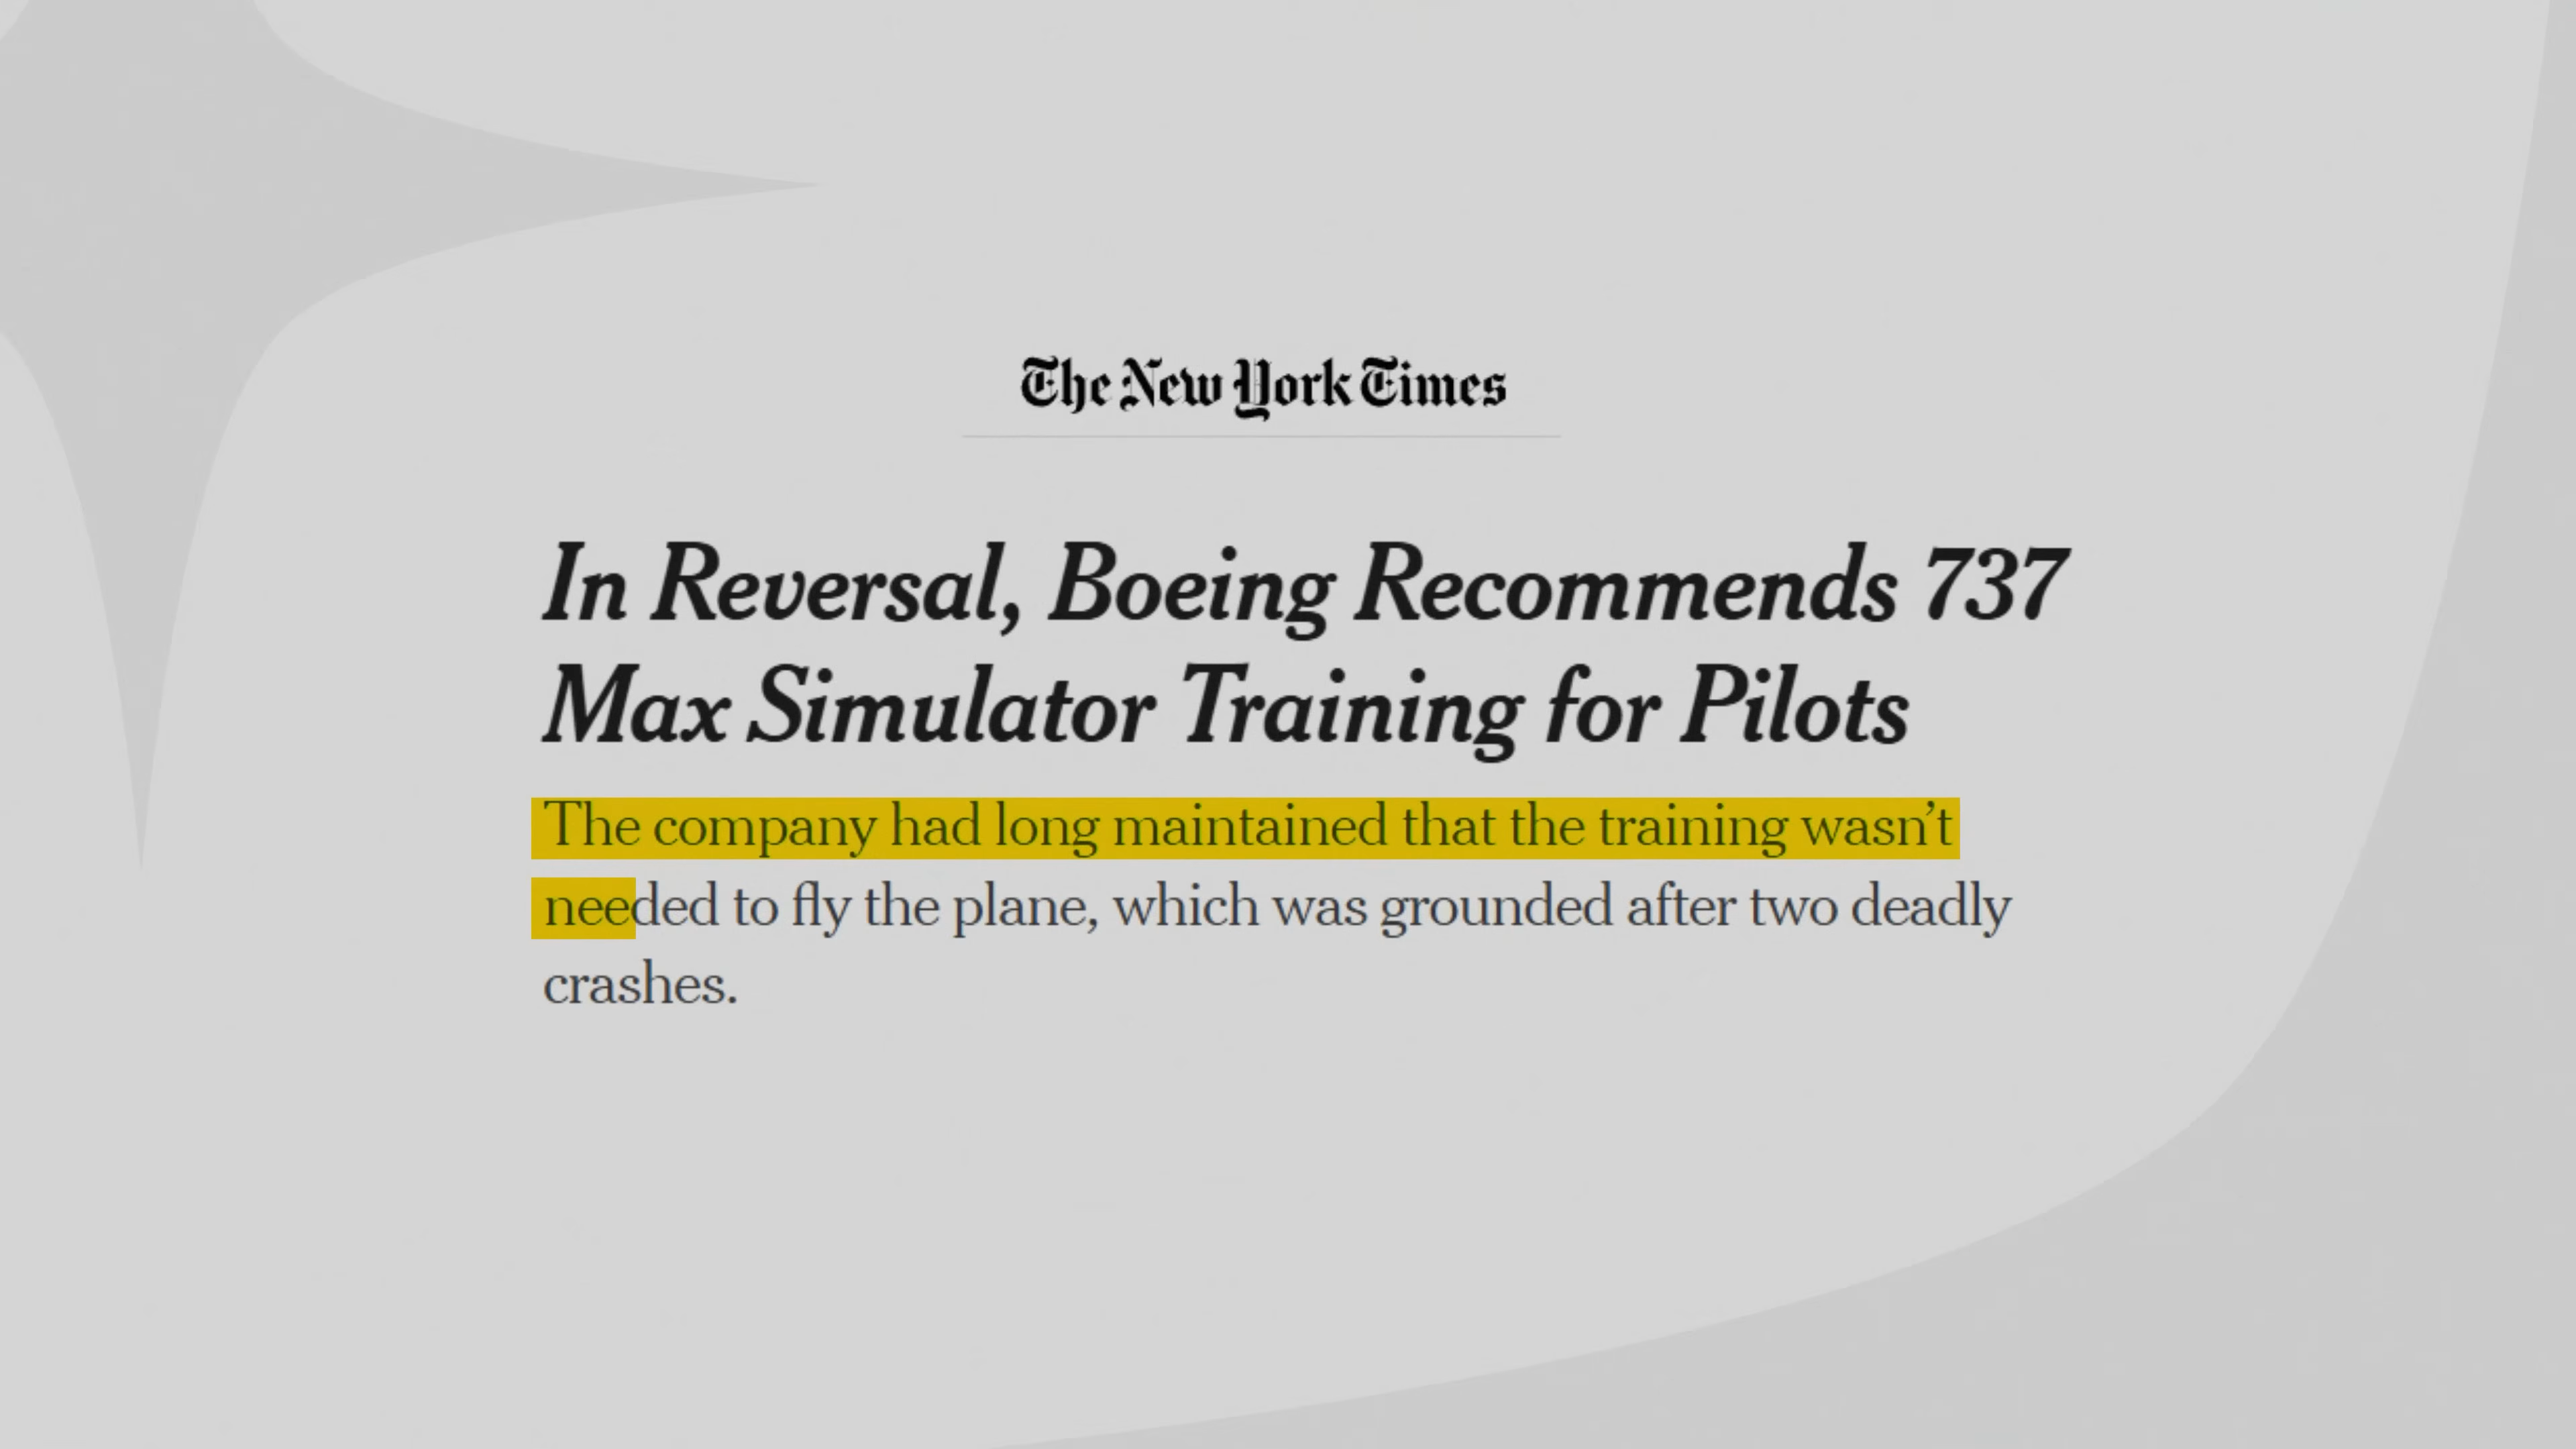 The New York Times
In Reversal, Boeing Recommends 737
Max Simulator Training for Pilots
The company had long maintained that the training wasn’t
needed to fly the plane, which was grounded after two deadly
crashes.